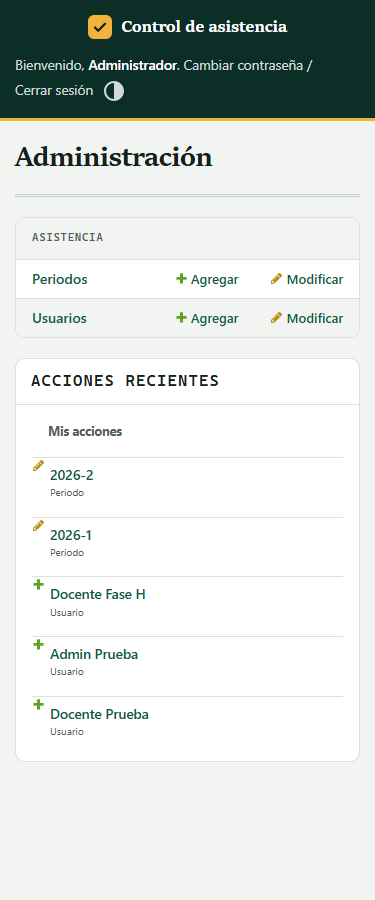 Control de asistencia
Bienvenido, Administrador. Cambiar contraseña /
Cerrar sesión
Administración
ASISTENCIA
Periodos Agregar Modificar
Usuarios Agregar Modificar
ACCIONES RECIENTES
Mis acciones
2026-2
Periodo
2026-1
Periodo
Docente Fase H
Usuario
Admin Prueba
Usuario
Docente Prueba
Usuario